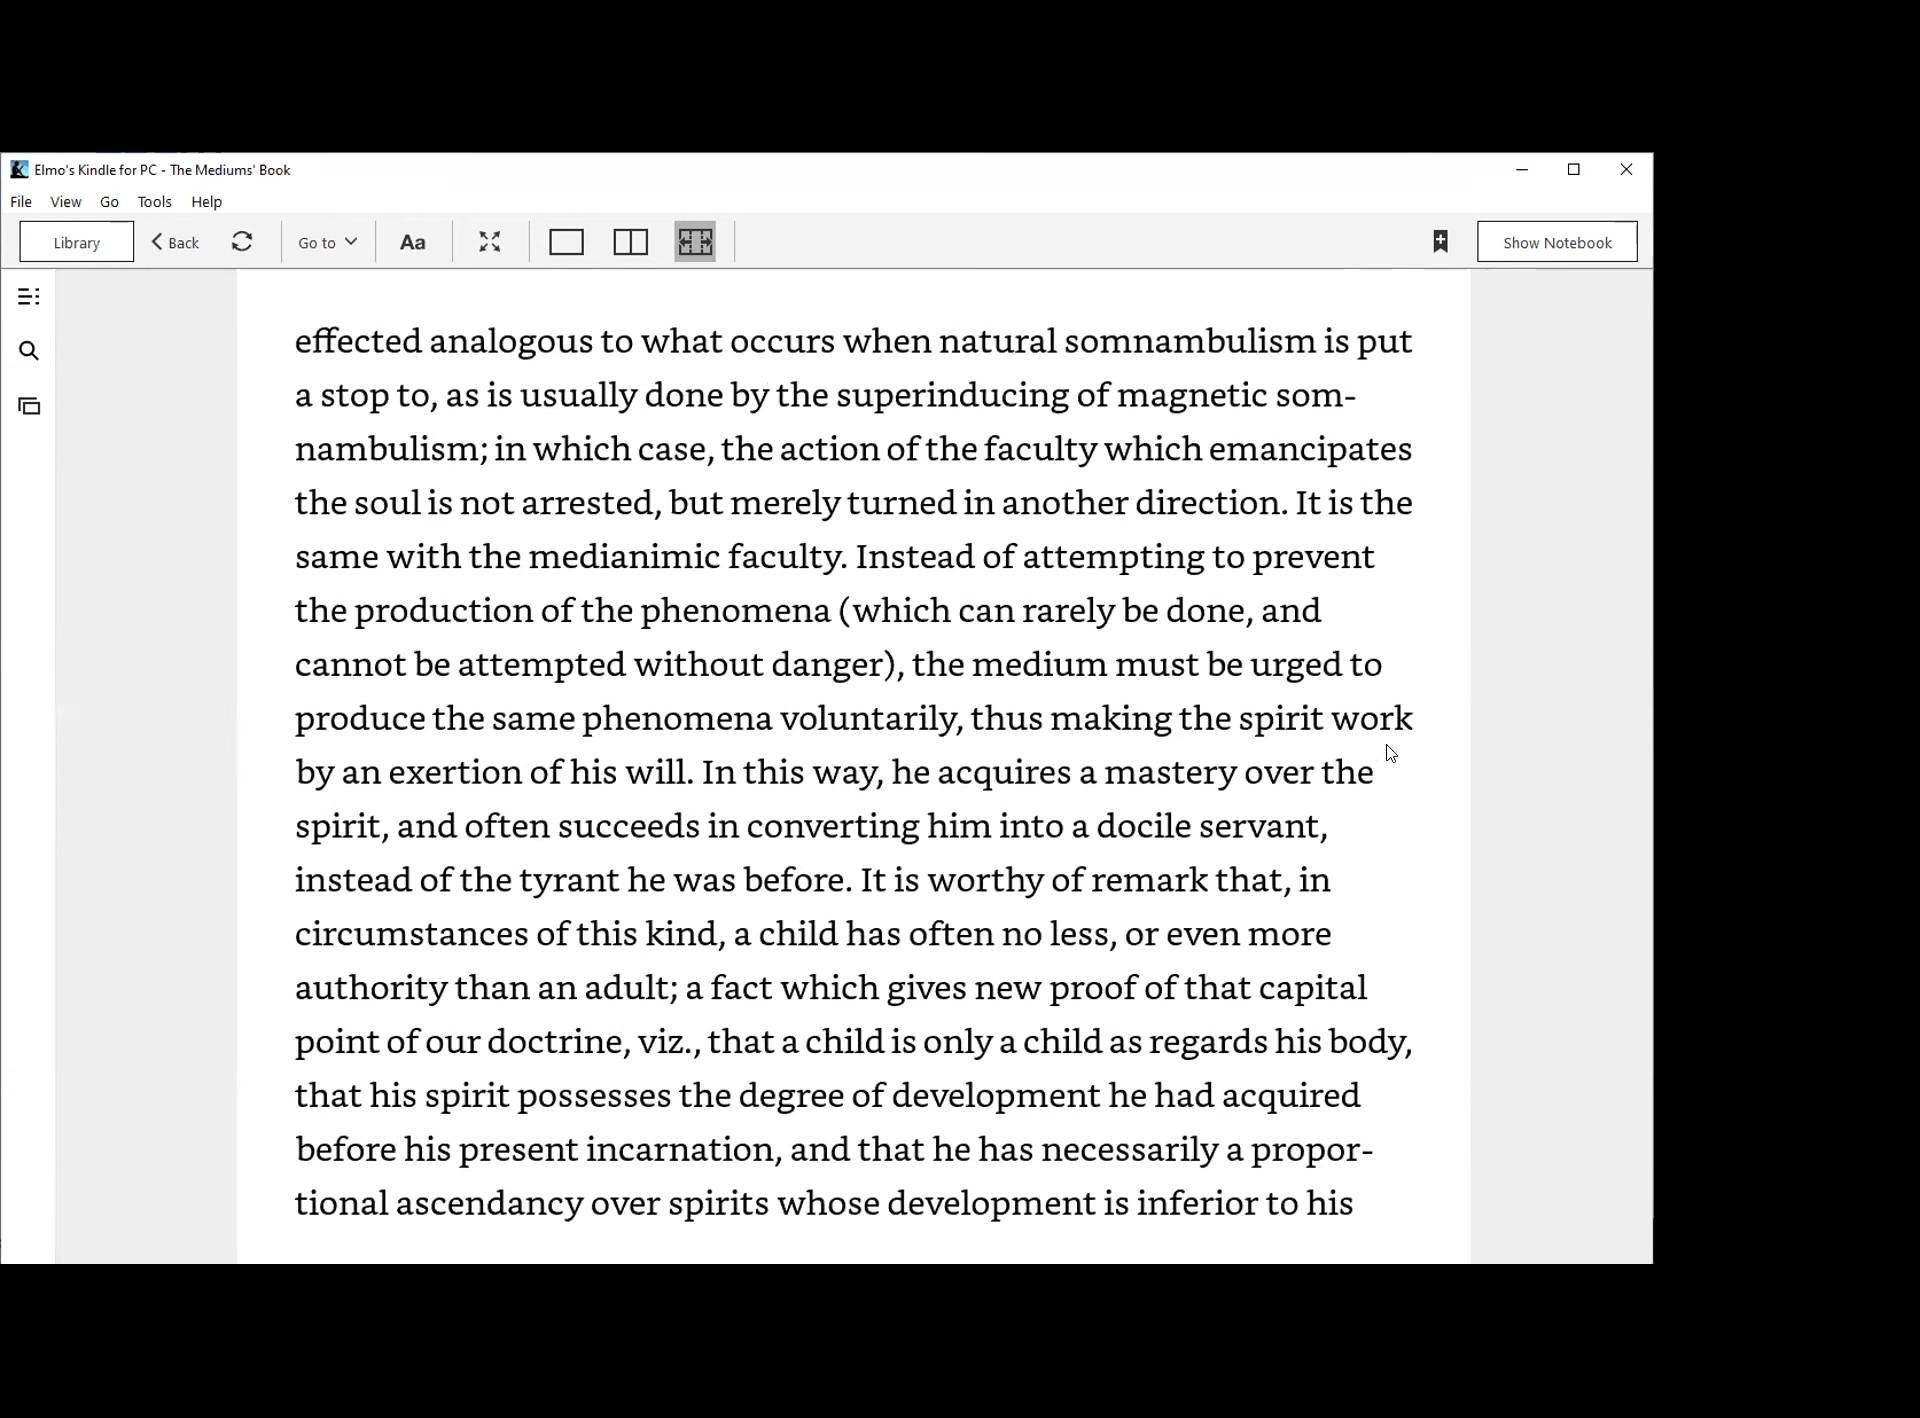 Elmo's Kindle for PC - The Mediums' Book
File View Go Tools Help
Library Back Go to Aa Show Notebook
effected analogous to what occurs when natural somnambulism is put
a stop to, as is usually done by the superinducing of magnetic som-
nambulism; in which case, the action of the faculty which emancipates
the soul is not arrested, but merely turned in another direction. It is the
same with the medianimic faculty. Instead of attempting to prevent
the production of the phenomena (which can rarely be done, and
cannot be attempted without danger), the medium must be urged to
produce the same phenomena voluntarily, thus making the spirit work
by an exertion of his will. In this way, he acquires a mastery over the
spirit, and often succeeds in converting him into a docile servant,
instead of the tyrant he was before. It is worthy of remark that, in
circumstances of this kind, a child has often no less, or even more
authority than an adult; a fact which gives new proof of that capital
point of our doctrine, viz., that a child is only a child as regards his body,
that his spirit possesses the degree of development he had acquired
before his present incarnation, and that he has necessarily a propor-
tional ascendancy over spirits whose development is inferior to his